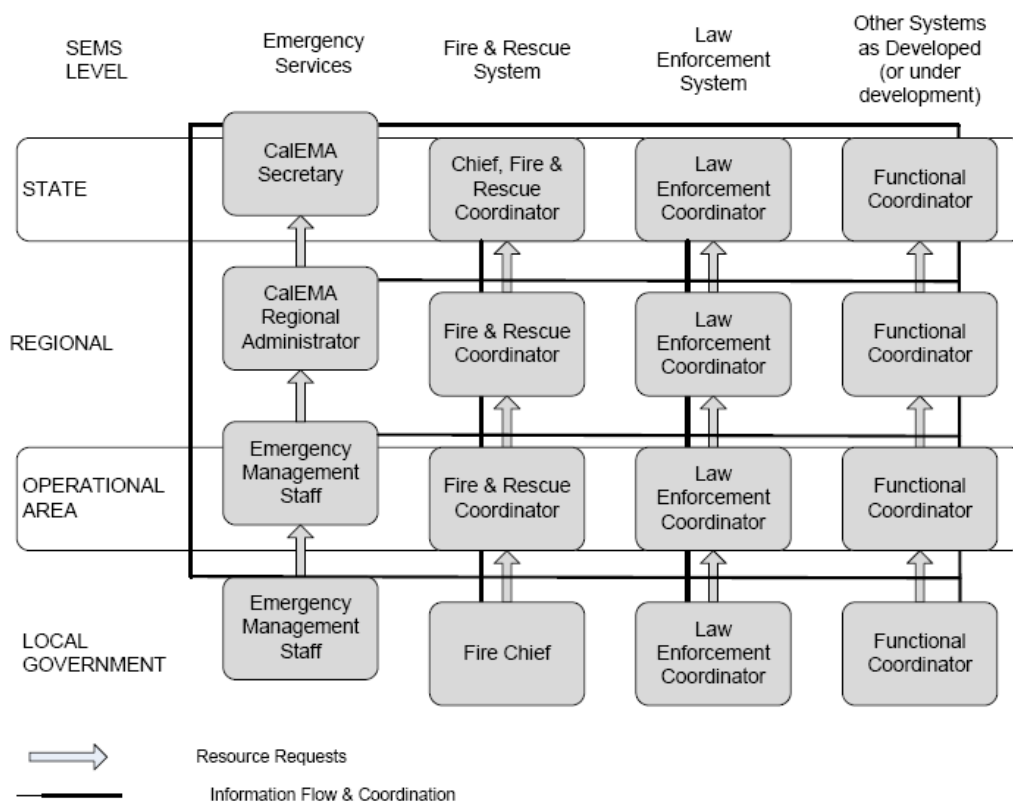 SEMS
LEVEL
Emergency
Services
Fire & Rescue
System
Law
Enforcement
System
Other Systems
as Developed
(or under
development)
STATE
CalEMA
Secretary
Chief, Fire &
Rescue
Coordinator
Law
Enforcement
Coordinator
Functional
Coordinator
REGIONAL
CalEMA
Regional
Administrator
Fire & Rescue
Coordinator
Law
Enforcement
Coordinator
Functional
Coordinator
OPERATIONAL
AREA
Emergency
Management
Staff
Fire & Rescue
Coordinator
Law
Enforcement
Coordinator
Functional
Coordinator
LOCAL
GOVERNMENT
Emergency
Management
Staff
Fire Chief
Law
Enforcement
Coordinator
Functional
Coordinator
Resource Requests
Information Flow & Coordination